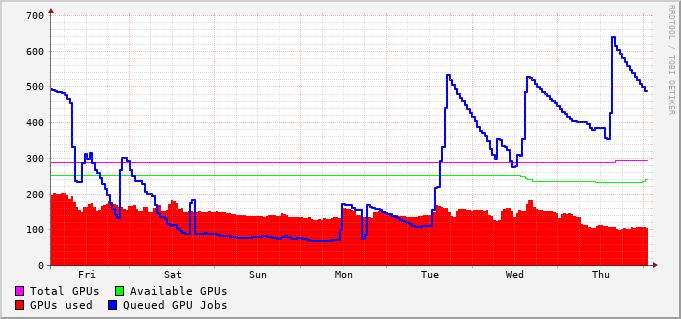 700
600
500
400
300
200
100
0
Fri Sat Sun Mon Tue Wed Thu
Total GPUs Available GPUs
GPUs used Queued GPU Jobs
RRDTOOL / TOBI OETIKER